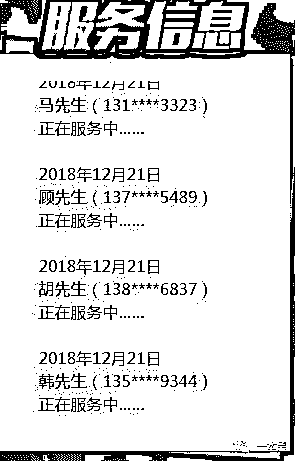 服务信息
2018年12月21日
马先生（131****3323）
正在服务中……
2018年12月21日
顾先生（137****5489）
正在服务中……
2018年12月21日
胡先生（138****6837）
正在服务中……
2018年12月21日
韩先生（135****9344）
正在服务中……